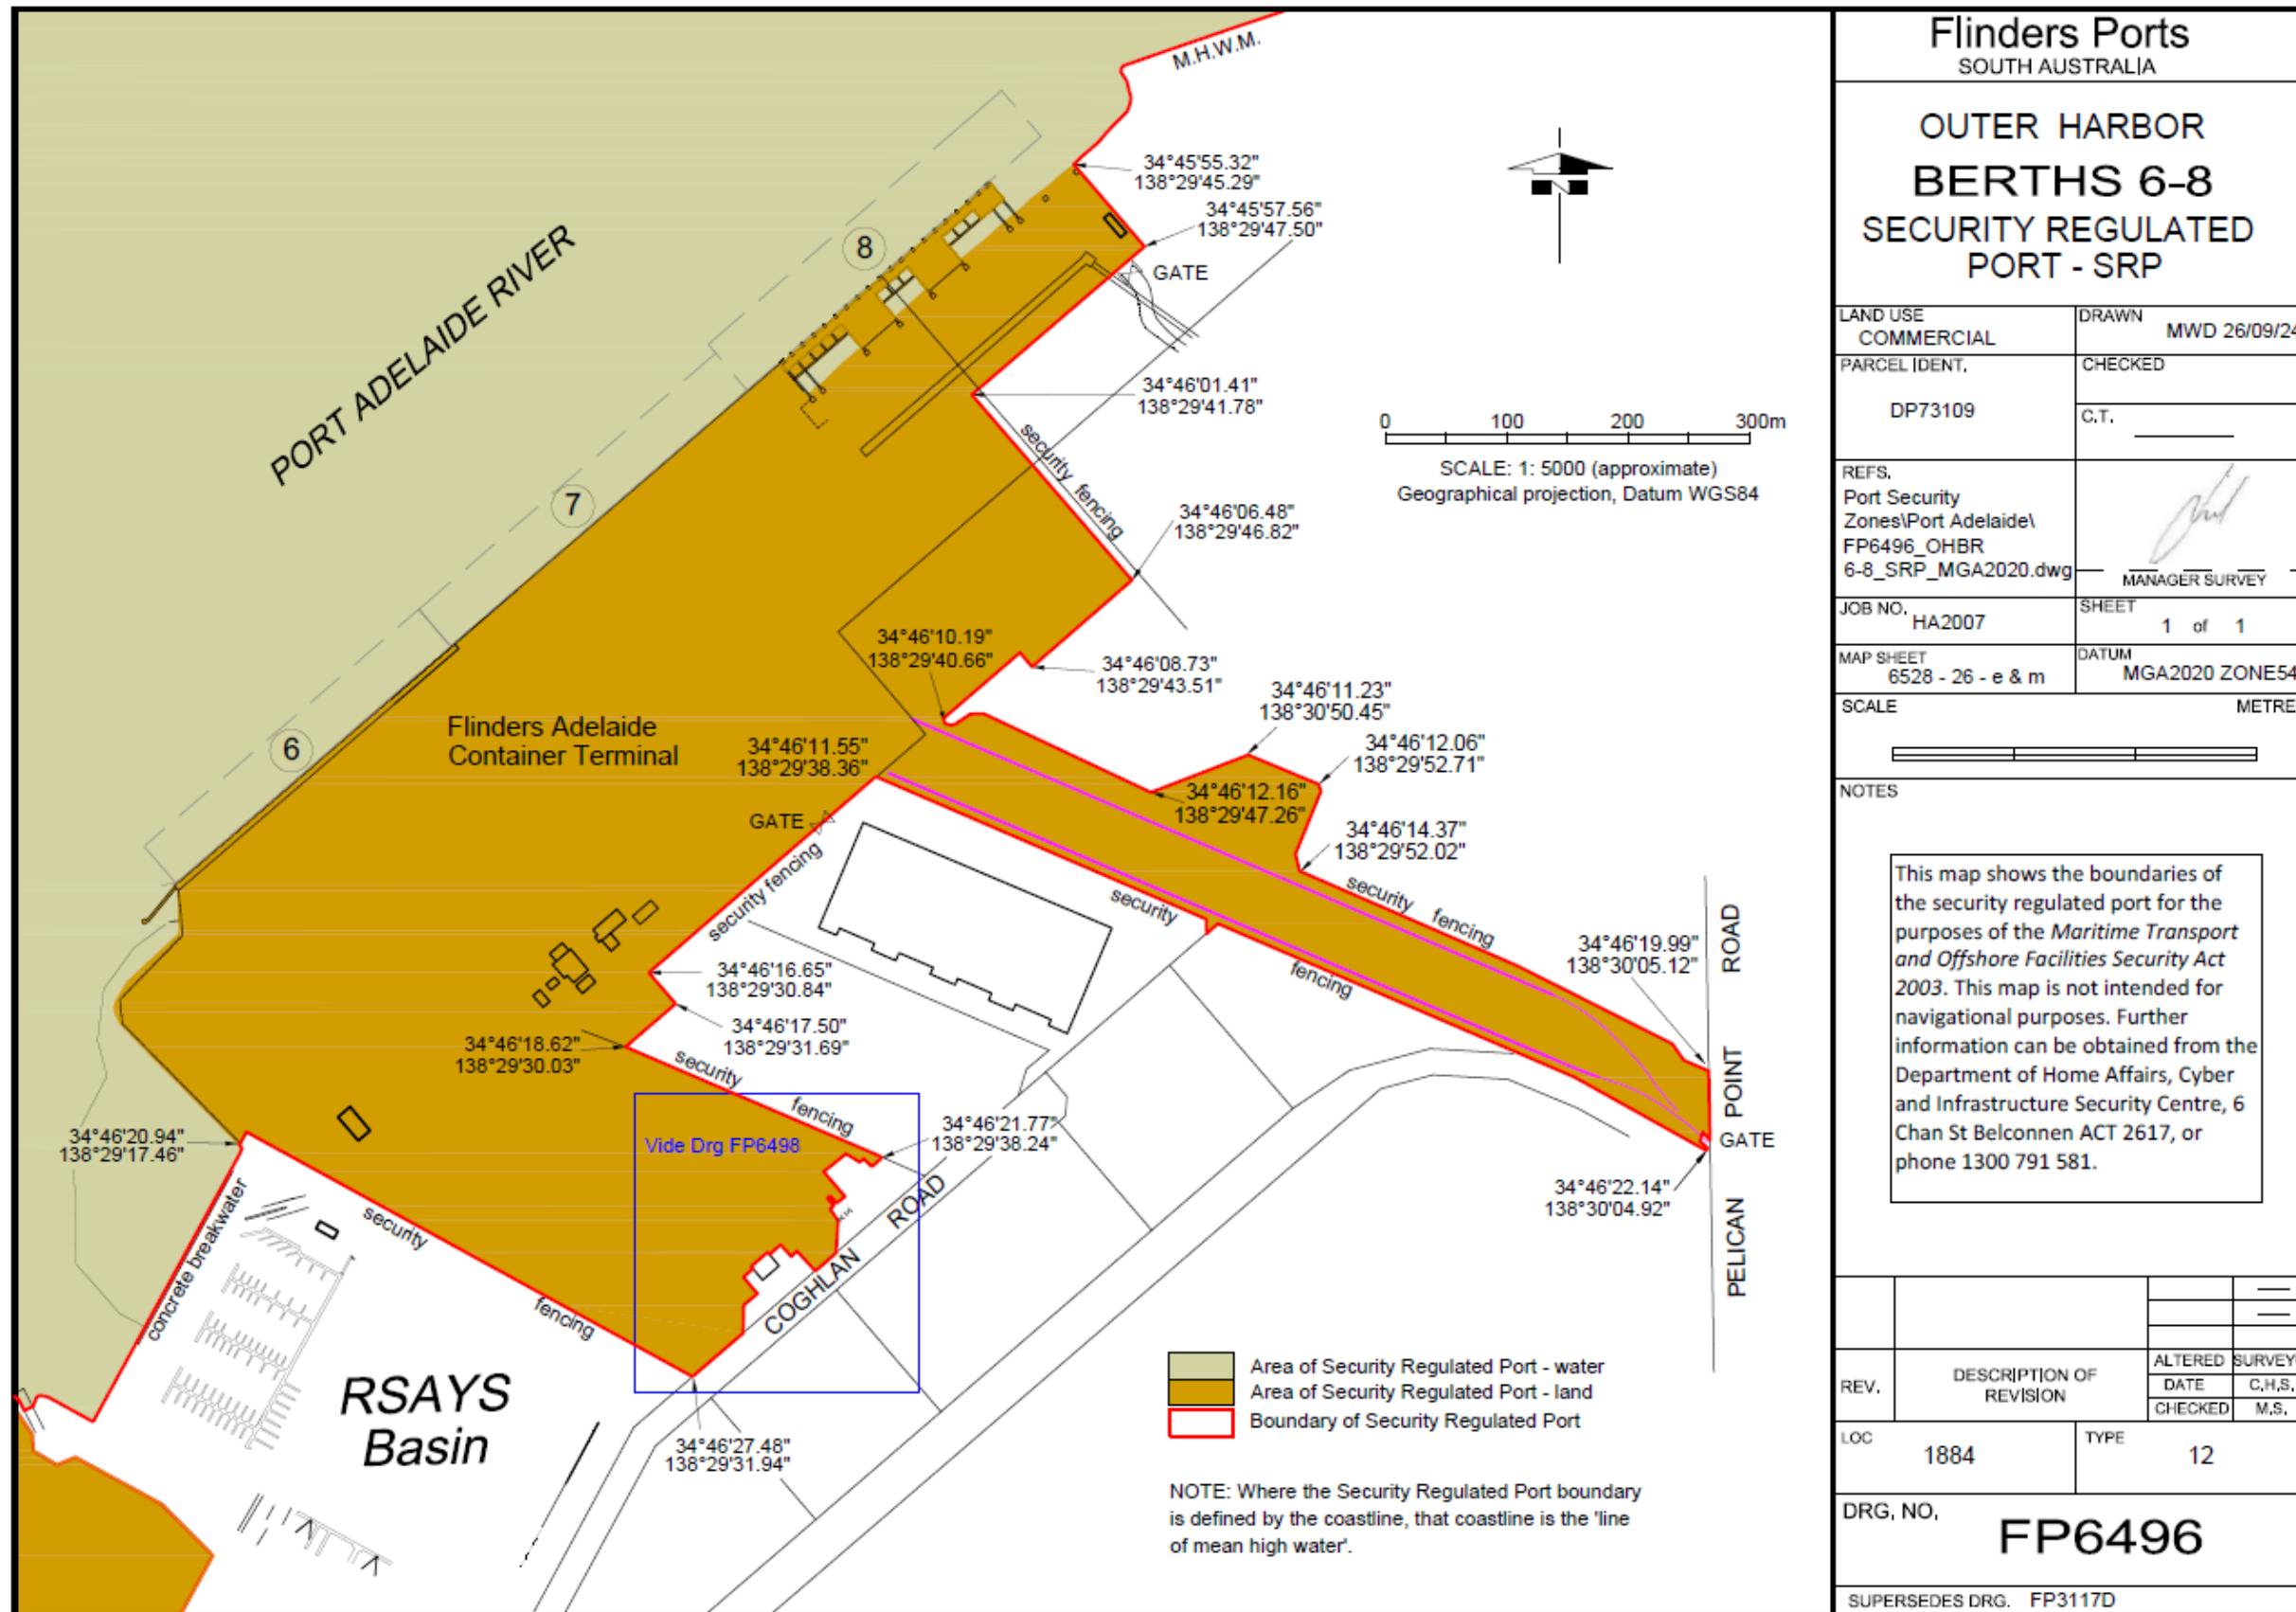 M.H.W.M.
34°45'55.32"
138°29'45.29"
34°45'57.56"
138°29'47.50"
GATE
8
PORT ADELAIDE RIVER
34°46'01.41"
138°29'41.78"
security fencing
0 100 200 300m
SCALE: 1: 5000 (approximate)
Geographical projection, Datum WGS84
7
34°46'06.48"
138°29'46.82"
34°46'10.19"
138°29'40.66"
34°46'08.73"
138°29'43.51"
34°46'11.23"
138°30'50.45"
6
Flinders Adelaide
Container Terminal
34°46'11.55"
138°29'38.36"
34°46'12.06"
138°29'52.71"
34°46'12.16"
138°29'47.26"
GATE
34°46'14.37"
138°29'52.02"
security fencing
security fencing
security fencing
34°46'19.99"
138°30'05.12"
34°46'16.65"
138°29'30.84"
34°46'17.50"
138°29'31.69"
34°46'18.62"
138°29'30.03"
security fencing
PELICAN POINT ROAD
GATE
34°46'22.14"
138°30'04.92"
34°46'21.77"
138°29'38.24"
Vide Drg FP6498
34°46'20.94"
138°29'17.46"
concrete breakwater
security fencing
COGHLAN ROAD
RSAYS
Basin
34°46'27.48"
138°29'31.94"
Area of Security Regulated Port - water
Area of Security Regulated Port - land
Boundary of Security Regulated Port
NOTE: Where the Security Regulated Port boundary
is defined by the coastline, that coastline is the 'line
of mean high water'.
Flinders Ports
SOUTH AUSTRALIA
OUTER HARBOR
BERTHS 6-8
SECURITY REGULATED
PORT - SRP
LAND USE
COMMERCIAL
DRAWN
MWD 26/09/24
PARCEL IDENT.
DP73109
CHECKED
C.T.
REFS.
Port Security
Zones\Port Adelaide\
FP6496_OHBR
6-8_SRP_MGA2020.dwg
MANAGER SURVEY
JOB NO.
HA2007
SHEET
1 of 1
MAP SHEET
6528 - 26 - e & m
DATUM
MGA2020 ZONE54
SCALE
METRE
NOTES
This map shows the boundaries of
the security regulated port for the
purposes of the Maritime Transport
and Offshore Facilities Security Act
2003. This map is not intended for
navigational purposes. Further
information can be obtained from the
Department of Home Affairs, Cyber
and Infrastructure Security Centre, 6
Chan St Belconnen ACT 2617, or
phone 1300 791 581.
REV.
DESCRIPTION OF
REVISION
ALTERED SURVEY
DATE C.H.S.
CHECKED M.S.
LOC
1884
TYPE
12
DRG. NO.
FP6496
SUPERSEDES DRG. FP3117D